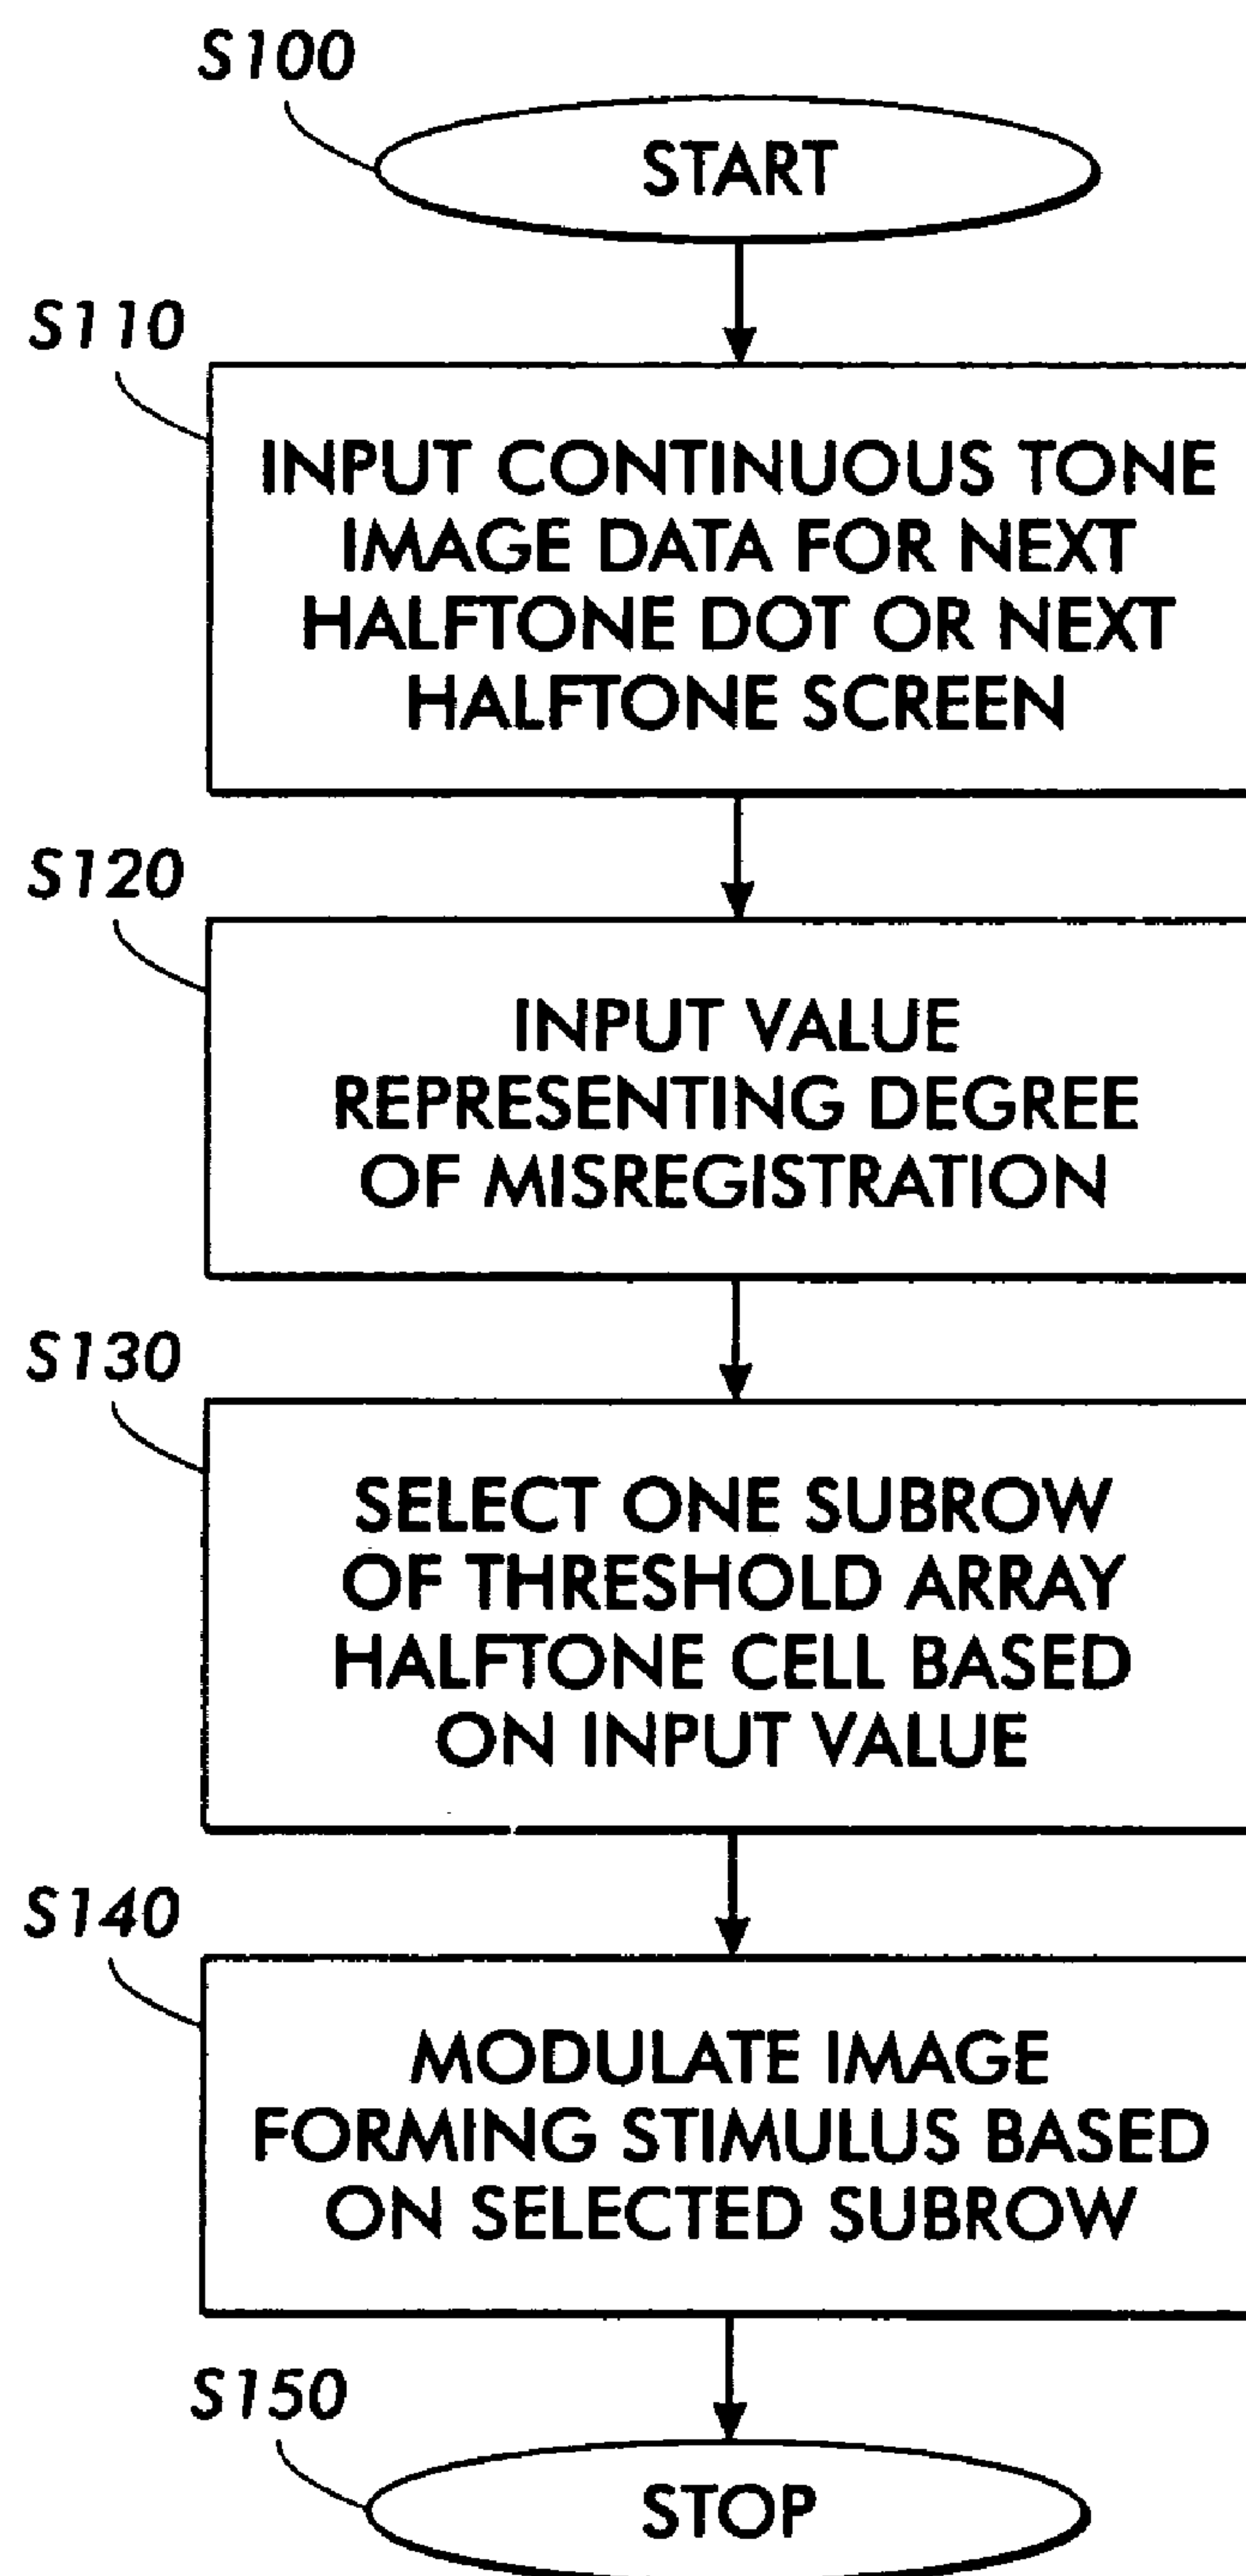 S100
START
S110
INPUT CONTINUOUS TONE
IMAGE DATA FOR NEXT
HALFTONE DOT OR NEXT
HALFTONE SCREEN
S120
INPUT VALUE
REPRESENTING DEGREE
OF MISREGISTRATION
S130
SELECT ONE SUBROW
OF THRESHOLD ARRAY
HALFTONE CELL BASED
ON INPUT VALUE
S140
MODULATE IMAGE
FORMING STIMULUS BASED
ON SELECTED SUBROW
S150
STOP